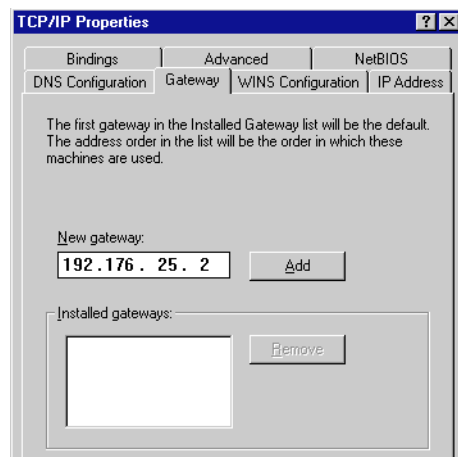 TCP/IP Properties
? ×
Bindings Advanced NetBIOS
DNS Configuration Gateway WINS Configuration IP Address
The first gateway in the Installed Gateway list will be the default.
The address order in the list will be the order in which these
machines are used.
New gateway:
192.176. 25. 2 Add
Installed gateways:
Remove